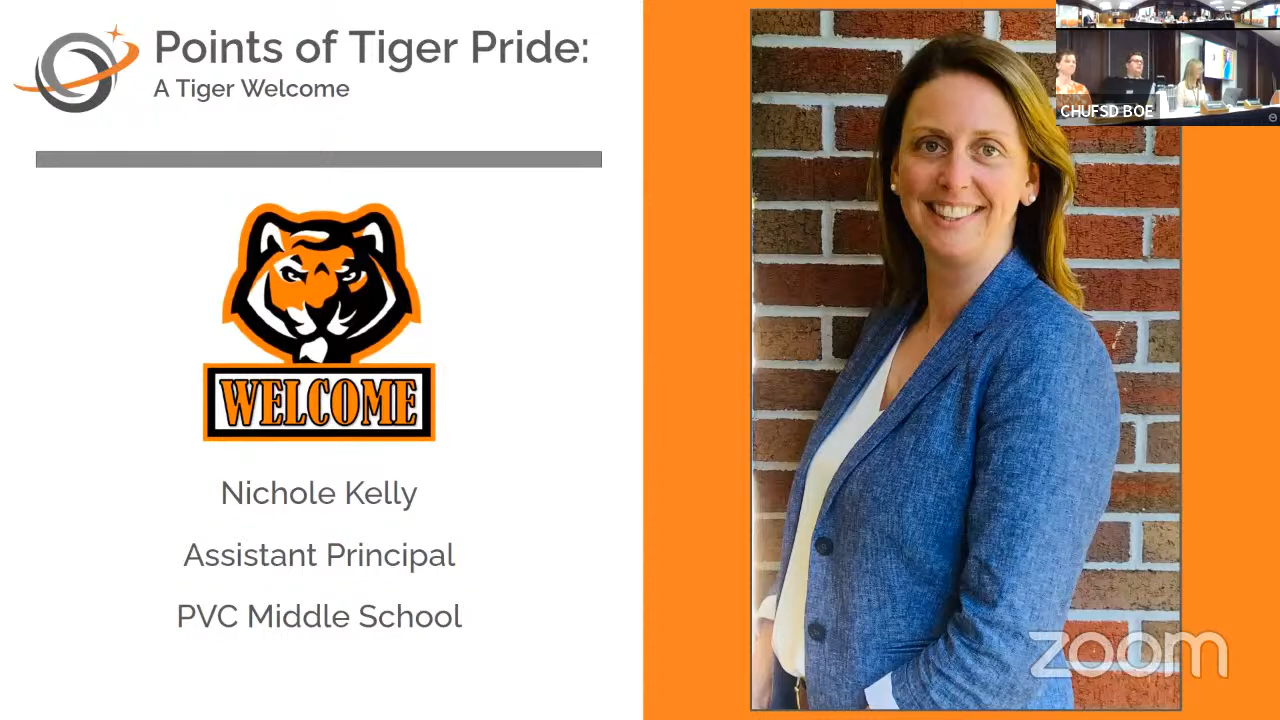 Points of Tiger Pride:
A Tiger Welcome
WELCOME
Nichole Kelly
Assistant Principal
PVC Middle School
CHUFSD BOE
zoom